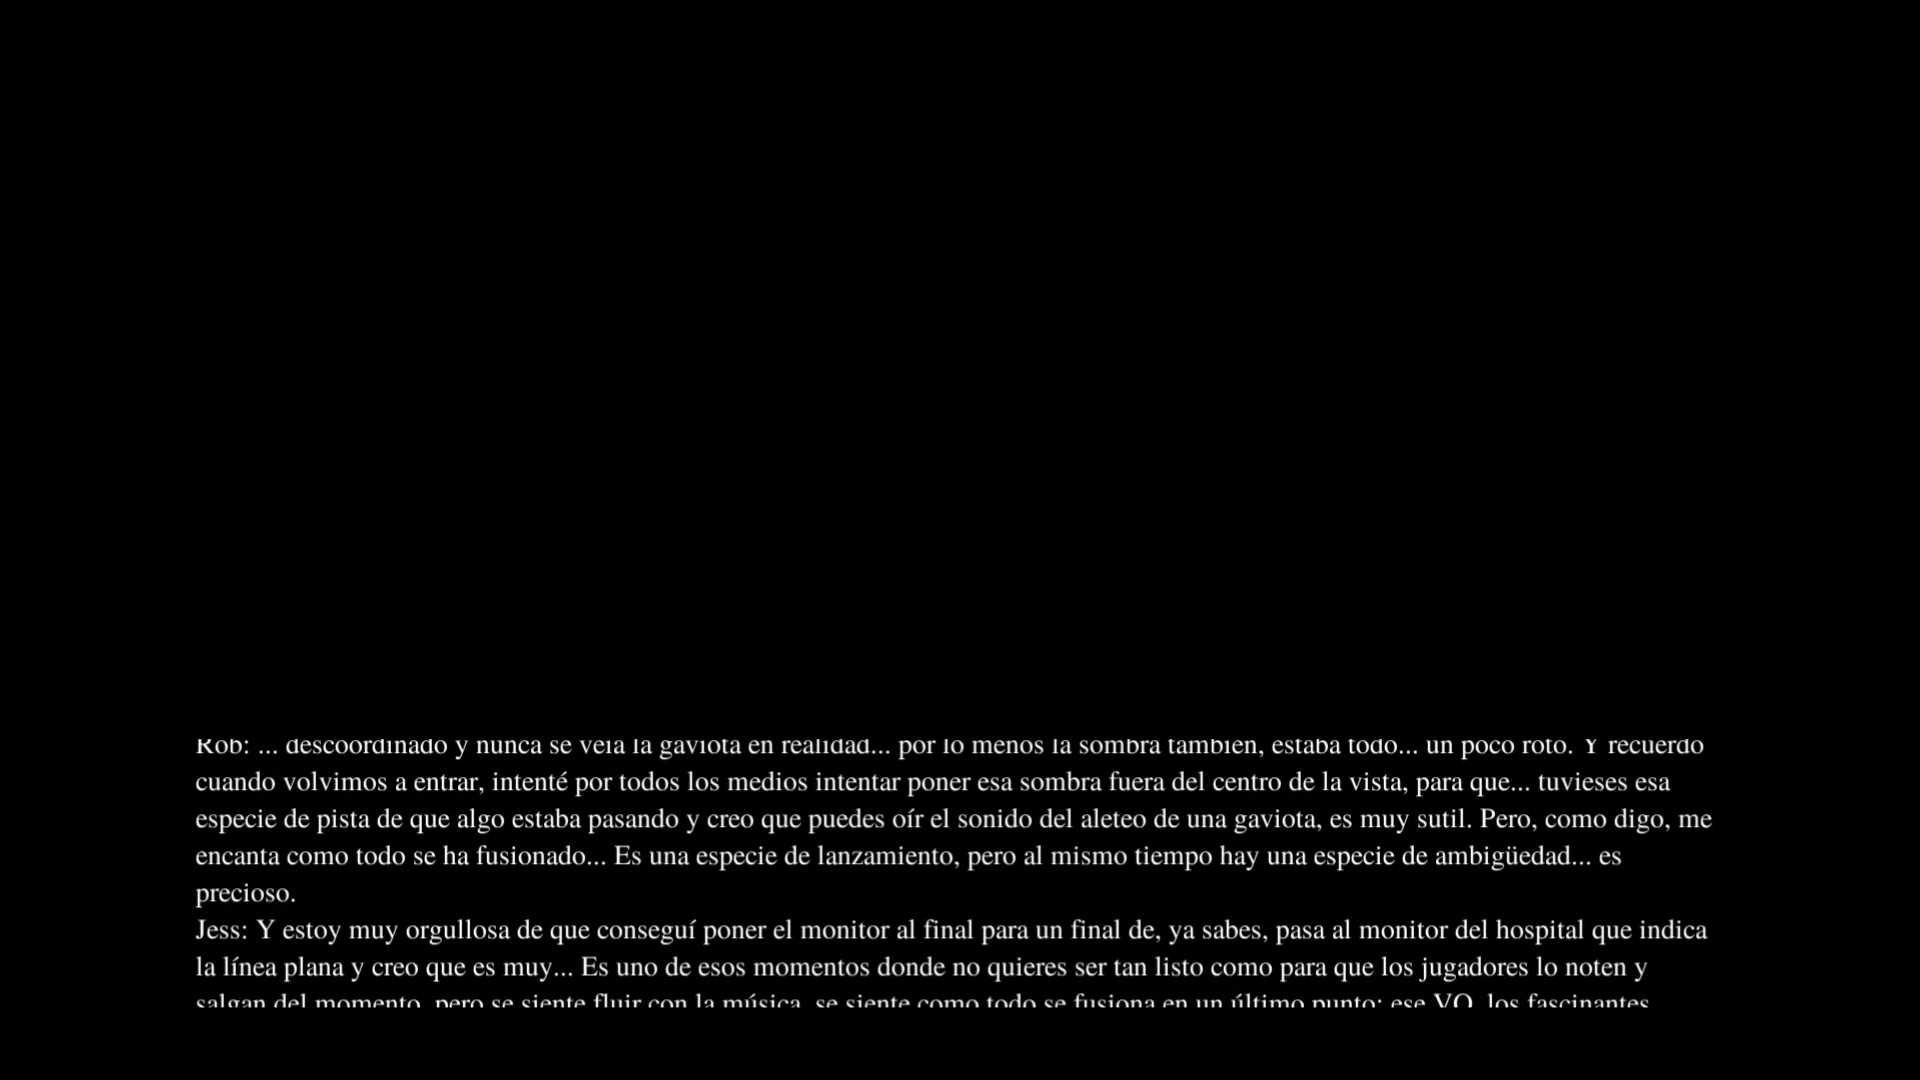 Rob: ... descoordinado y nunca se veía la gaviota en realidad... por lo menos la sombra también, estaba todo... un poco roto. Y recuerdo
cuando volvimos a entrar, intenté por todos los medios intentar poner esa sombra fuera del centro de la vista, para que... tuvieses esa
especie de pista de que algo estaba pasando y creo que puedes oír el sonido del aleteo de una gaviota, es muy sutil. Pero, como digo, me
encanta como todo se ha fusionado... Es una especie de lanzamiento, pero al mismo tiempo hay una especie de ambigüedad... es
precioso.
Jess: Y estoy muy orgullosa de que conseguí poner el monitor al final para un final de, ya sabes, pasa al monitor del hospital que indica
la línea plana y creo que es muy... Es uno de esos momentos donde no quieres ser tan listo como para que los jugadores lo noten y
salgan del momento, pero se siente fluir con la música, se siente como todo se fusiona en un último punto: ese VO, los fascinantes